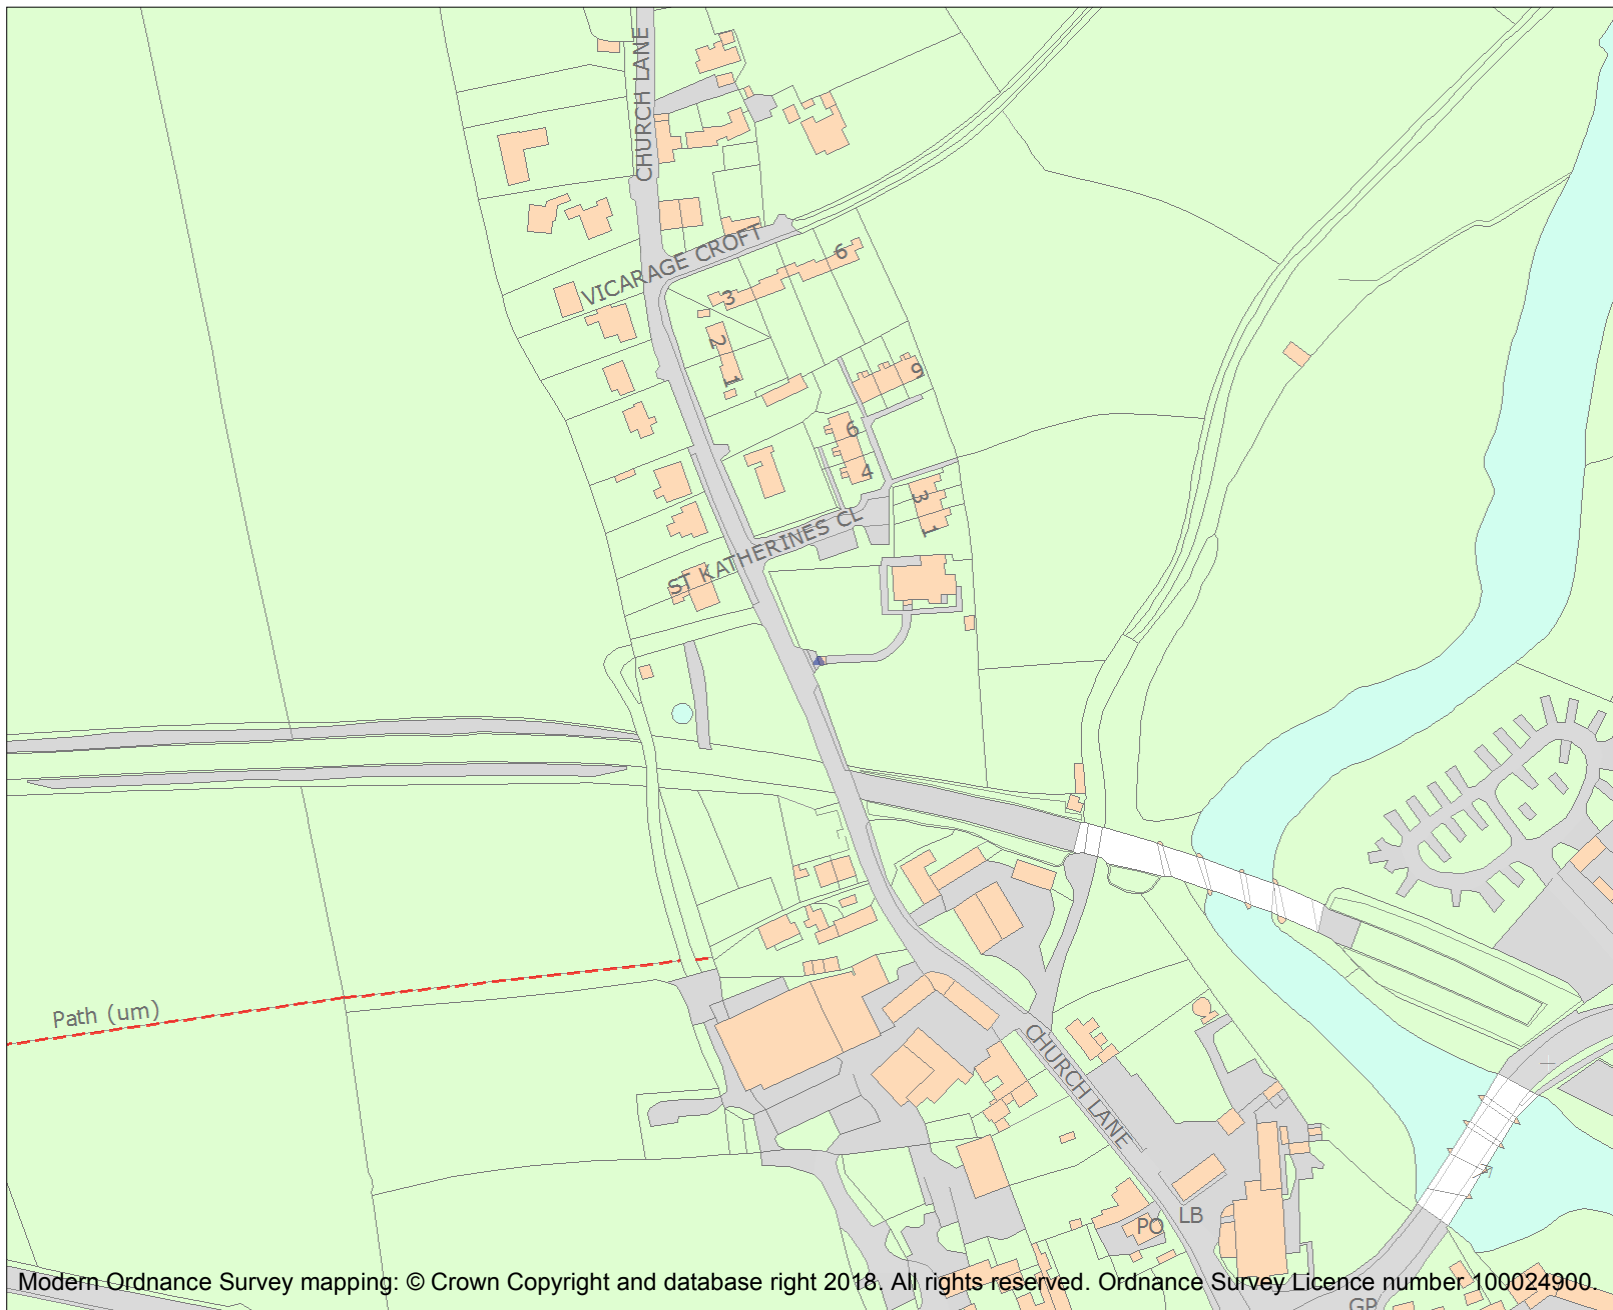 CHURCH LANE
VICARAGE CROFT
6
3
2
1
9
6
4
3
1
ST KATHERINES CL
Path (um)
CHURCH LANE
PO
LB
Modern Ordnance Survey mapping: © Crown Copyright and database right 2018. All rights reserved. Ordnance Survey Licence number 100024900.
GP